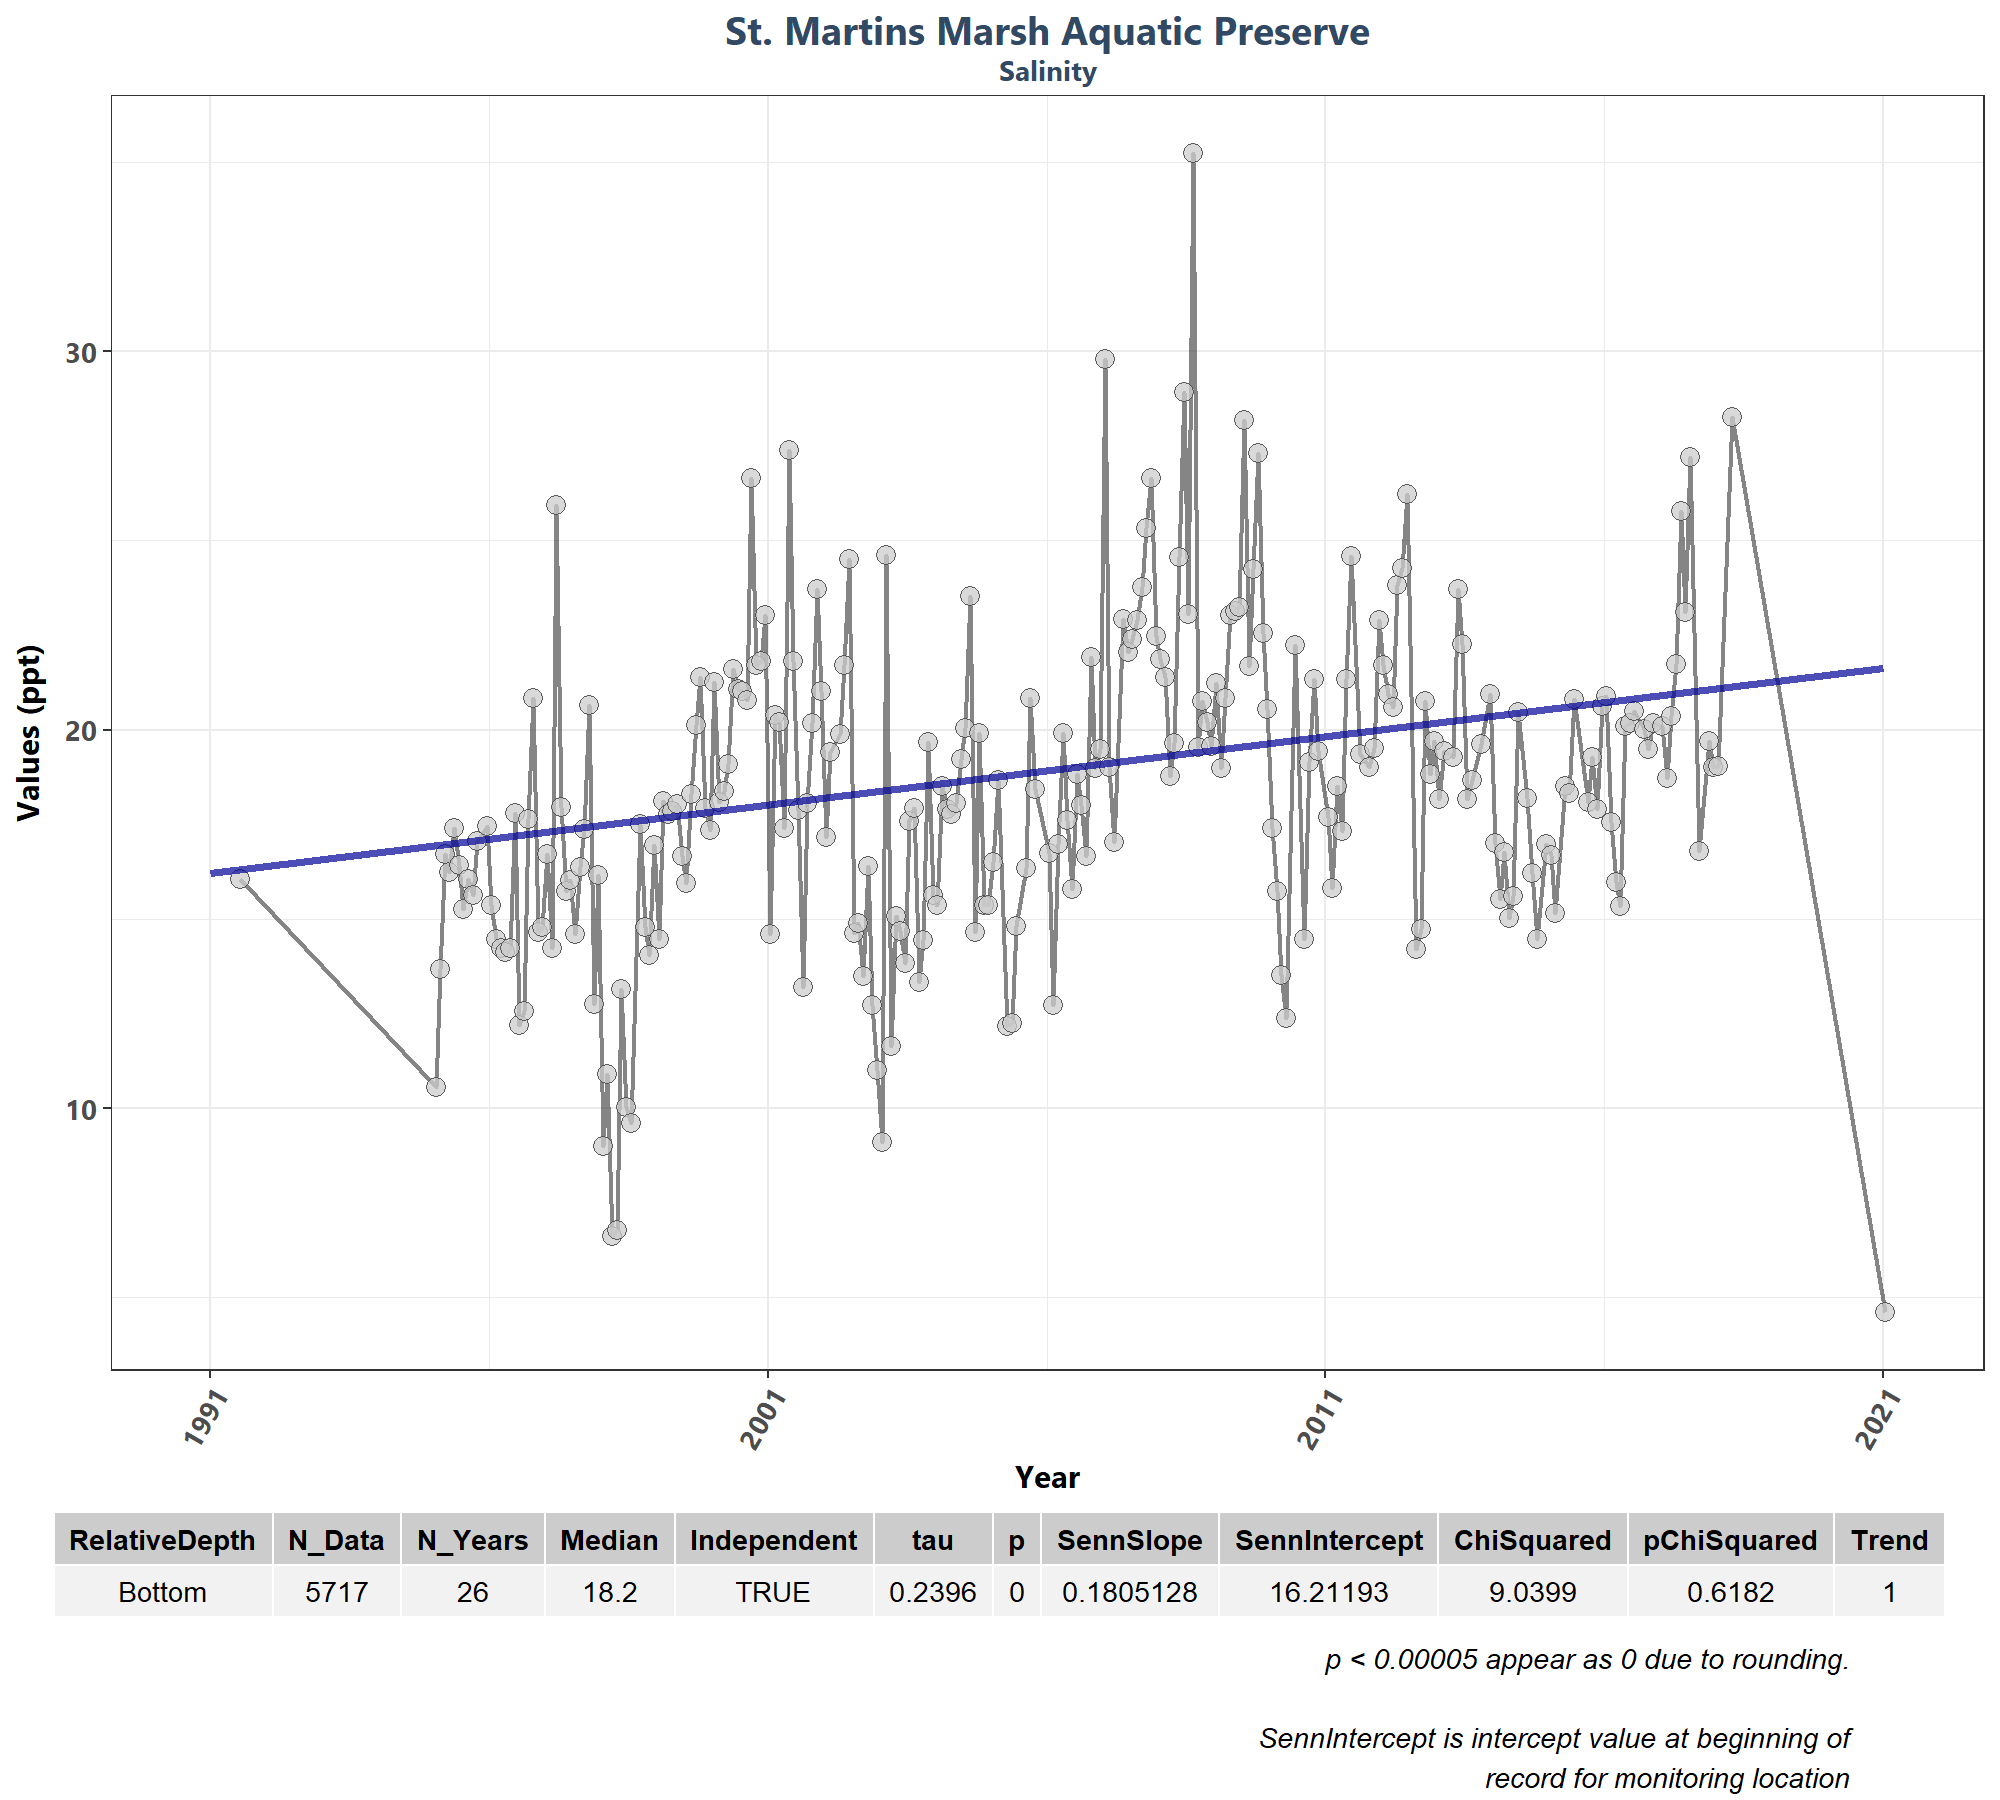 St. Martins Marsh Aquatic Preserve
Salinity
Values (ppt)
30
20
10
1991
2001
2011
2021
Year
RelativeDepth N_Data N_Years Median Independent tau p SennSlope SennIntercept ChiSquared pChiSquared Trend
Bottom 5717 26 18.2 TRUE 0.2396 0 0.1805128 16.21193 9.0399 0.6182 1
p < 0.00005 appear as 0 due to rounding.
SennIntercept is intercept value at beginning of
record for monitoring location